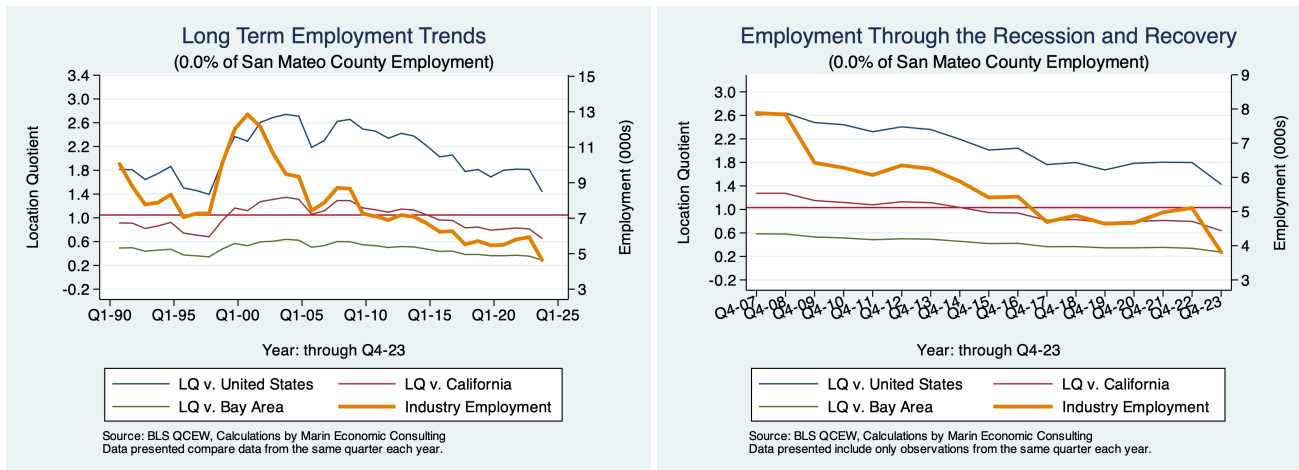 Long Term Employment Trends
(0.0% of San Mateo County Employment)
3.4
3.0
2.6
2.2
1.8
1.4
1.0
0.6
0.2
-0.2
Location Quotient
15
13
11
9
7
5
3
Employment (000s)
Q1-90 Q1-95 Q1-00 Q1-05 Q1-10 Q1-15 Q1-20 Q1-25
Year: through Q4-23
LQ v. United States LQ v. California
LQ v. Bay Area Industry Employment
Source: BLS QCEW, Calculations by Marin Economic Consulting
Data presented compare data from the same quarter each year.
Employment Through the Recession and Recovery
(0.0% of San Mateo County Employment)
3.0
2.6
2.2
1.8
1.4
1.0
0.6
0.2
-0.2
Location Quotient
9
8
7
6
5
4
3
Employment (000s)
Q4-07 Q4-08 Q4-09 Q4-10 Q4-11 Q4-12 Q4-13 Q4-14 Q4-15 Q4-16 Q4-17 Q4-18 Q4-19 Q4-20 Q4-21 Q4-22 Q4-23
Year: through Q4-23
LQ v. United States LQ v. California
LQ v. Bay Area Industry Employment
Source: BLS QCEW, Calculations by Marin Economic Consulting
Data presented include only observations from the same quarter each year.